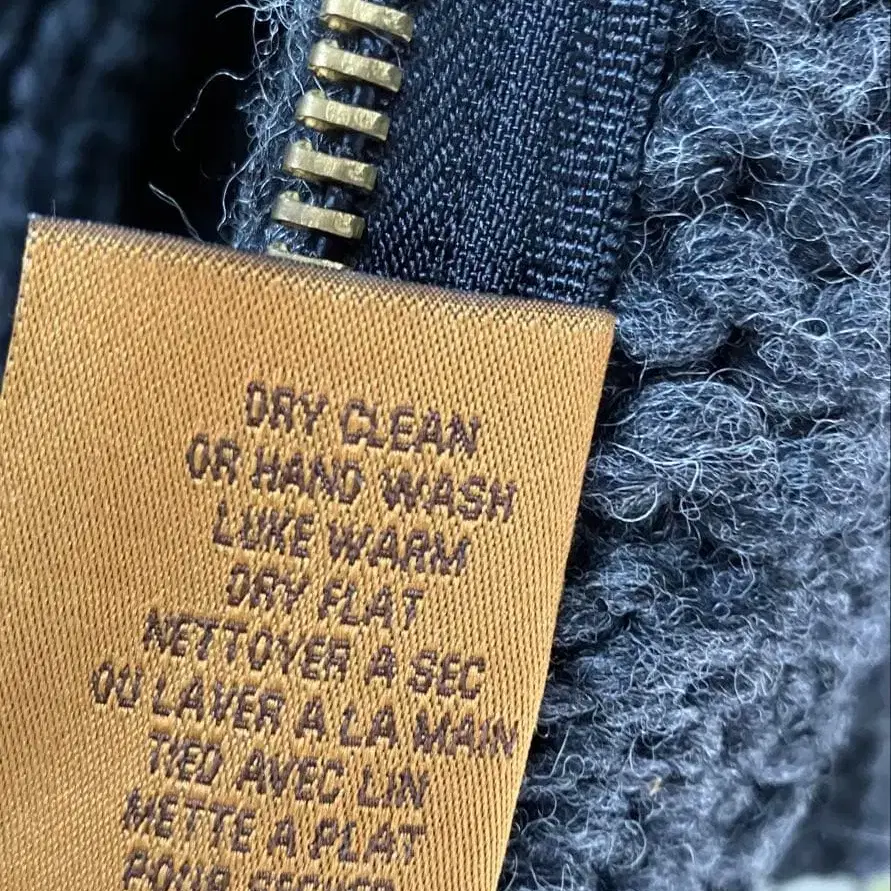 DRY CLEAN
OR HAND WASH
LUKE WARM
DRY FLAT
NETTOYER A SEC
OU LAVER A LA MAIN
TIED AVEC LIN
METTE A PLAT
POUR